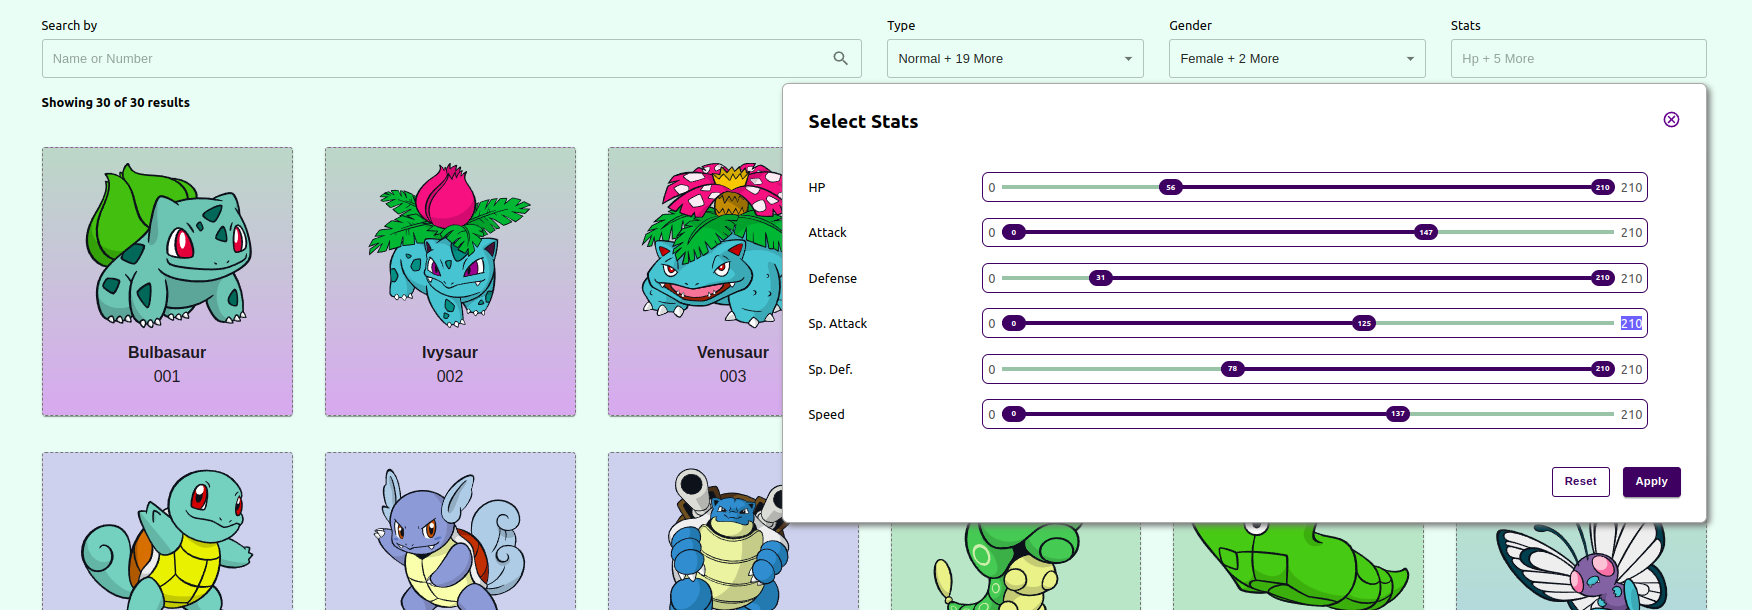 Search by
Type
Gender
Stats
Name or Number
Normal + 19 More
Female + 2 More
Hp + 5 More
Showing 30 of 30 results
Select Stats
HP 0 56 210 210
Attack 0 0 147 210
Defense 0 31 210 210
Sp. Attack 0 0 125 210
Sp. Def. 0 78 210 210
Speed 0 0 137 210
Reset
Apply
Bulbasaur
001
Ivysaur
002
Venusaur
003